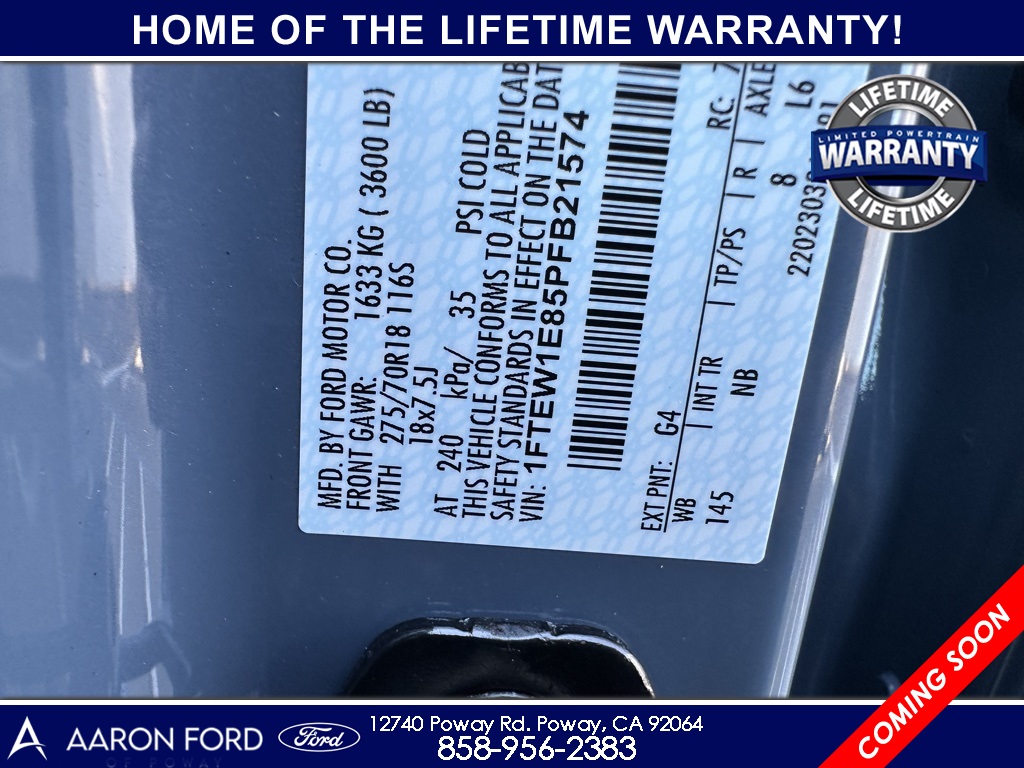 HOME OF THE LIFETIME WARRANTY!
LIFETIME
LIMITED POWERTRAIN
WARRANTY
LIFETIME
MFD. BY FORD MOTOR CO.
FRONT GAWR: 1633 KG ( 3600 LB)
WITH 275/70R18 116S
18x7.5J
AT 240 kPa/ 35 PSI COLD
THIS VEHICLE CONFORMS TO ALL
SAFETY STANDARDS IN EFFECT ON THE
VIN: 1FTEW1E85PFB21574
EXT PNT: G4 RC:
WB | INT TR | TP/PS | R | AXLE
145 NB 8 L6
COMING SOON
AARON FORD
OF POWAY
Ford
12740 Poway Rd. Poway, CA 92064
858-956-2383